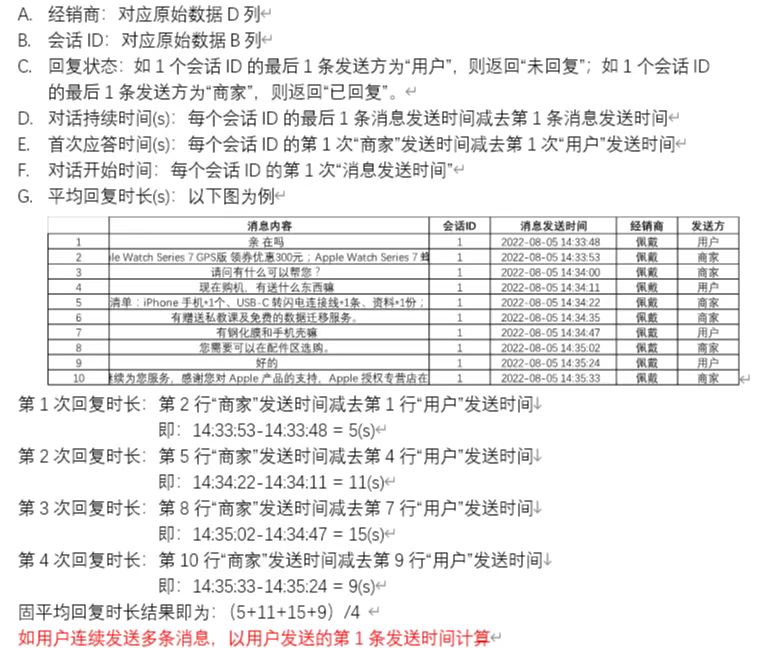 A. 经销商：对应原始数据 D 列
B. 会话 ID：对应原始数据 B 列
C. 回复状态：如 1 个会话 ID 的最后 1 条发送方为“用户”，则返回“未回复”；如 1 个会话 ID
的最后 1 条发送方为“商家”，则返回“已回复”。
D. 对话持续时间(s)：每个会话 ID 的最后 1 条消息发送时间减去第 1 条消息发送时间
E. 首次应答时间(s)：每个会话 ID 的第 1 次“商家”发送时间减去第 1 次“用户”发送时间
F. 对话开始时间：每个会话 ID 的第 1 次“消息发送时间”
G. 平均回复时长(s)：以下图为例
消息内容 会话ID 消息发送时间 经销商 发送方
1 亲 在吗 1 2022-08-05 14:33:48 佩戴 用户
2 le Watch Series 7 GPS版 领券优惠300元；Apple Watch Series 7 蜂 1 2022-08-05 14:33:53 佩戴 商家
3 请问有什么可以帮您？ 1 2022-08-05 14:34:00 佩戴 商家
4 现在购机，有送什么东西嘛 1 2022-08-05 14:34:11 佩戴 用户
5 清单：iPhone 手机*1个、USB-C 转闪电连接线*1条、资料*1份； 1 2022-08-05 14:34:22 佩戴 商家
6 有赠送私教课及免费的数据迁移服务。 1 2022-08-05 14:34:35 佩戴 商家
7 有钢化膜和手机壳嘛 1 2022-08-05 14:34:47 佩戴 用户
8 您需要可以在配件区选购。 1 2022-08-05 14:35:02 佩戴 商家
9 好的 1 2022-08-05 14:35:24 佩戴 用户
10 续为您服务，感谢您对 Apple 产品的支持，Apple 授权专营店在 1 2022-08-05 14:35:33 佩戴 商家
第 1 次回复时长：第 2 行“商家”发送时间减去第 1 行“用户”发送时间
即：14:33:53-14:33:48 = 5(s)
第 2 次回复时长：第 5 行“商家”发送时间减去第 4 行“用户”发送时间
即：14:34:22-14:34:11 = 11(s)
第 3 次回复时长：第 8 行“商家”发送时间减去第 7 行“用户”发送时间
即：14:35:02-14:34:47 = 15(s)
第 4 次回复时长：第 10 行“商家”发送时间减去第 9 行“用户”发送时间
即：14:35:33-14:35:24 = 9(s)
固平均回复时长结果即为：（5+11+15+9）/4
如用户连续发送多条消息，以用户发送的第 1 条发送时间计算